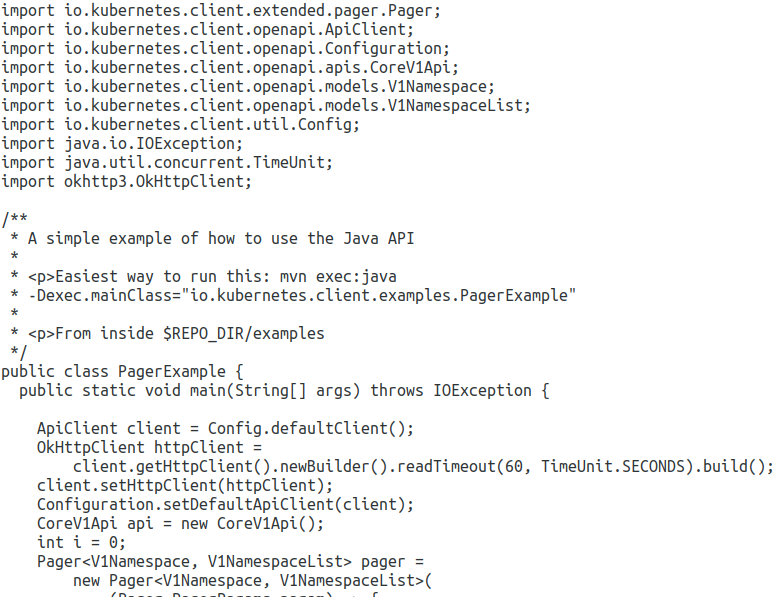 import io.kubernetes.client.extended.pager.Pager;
import io.kubernetes.client.openapi.ApiClient;
import io.kubernetes.client.openapi.Configuration;
import io.kubernetes.client.openapi.apis.CoreV1Api;
import io.kubernetes.client.openapi.models.V1Namespace;
import io.kubernetes.client.openapi.models.V1NamespaceList;
import io.kubernetes.client.util.Config;
import java.io.IOException;
import java.util.concurrent.TimeUnit;
import okhttp3.OkHttpClient;

/**
 * A simple example of how to use the Java API
 *
 * <p>Easiest way to run this: mvn exec:java
 * -Dexec.mainClass="io.kubernetes.client.examples.PagerExample"
 *
 * <p>From inside $REPO_DIR/examples
 */
public class PagerExample {
  public static void main(String[] args) throws IOException {

    ApiClient client = Config.defaultClient();
    OkHttpClient httpClient =
        client.getHttpClient().newBuilder().readTimeout(60, TimeUnit.SECONDS).build();
    client.setHttpClient(httpClient);
    Configuration.setDefaultApiClient(client);
    CoreV1Api api = new CoreV1Api();
    int i = 0;
    Pager<V1Namespace, V1NamespaceList> pager =
        new Pager<V1Namespace, V1NamespaceList>(